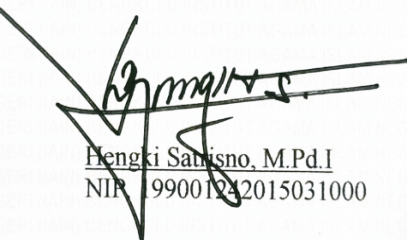 Hengki Satrisno, M.Pd.I
NIP. 199001242015031000